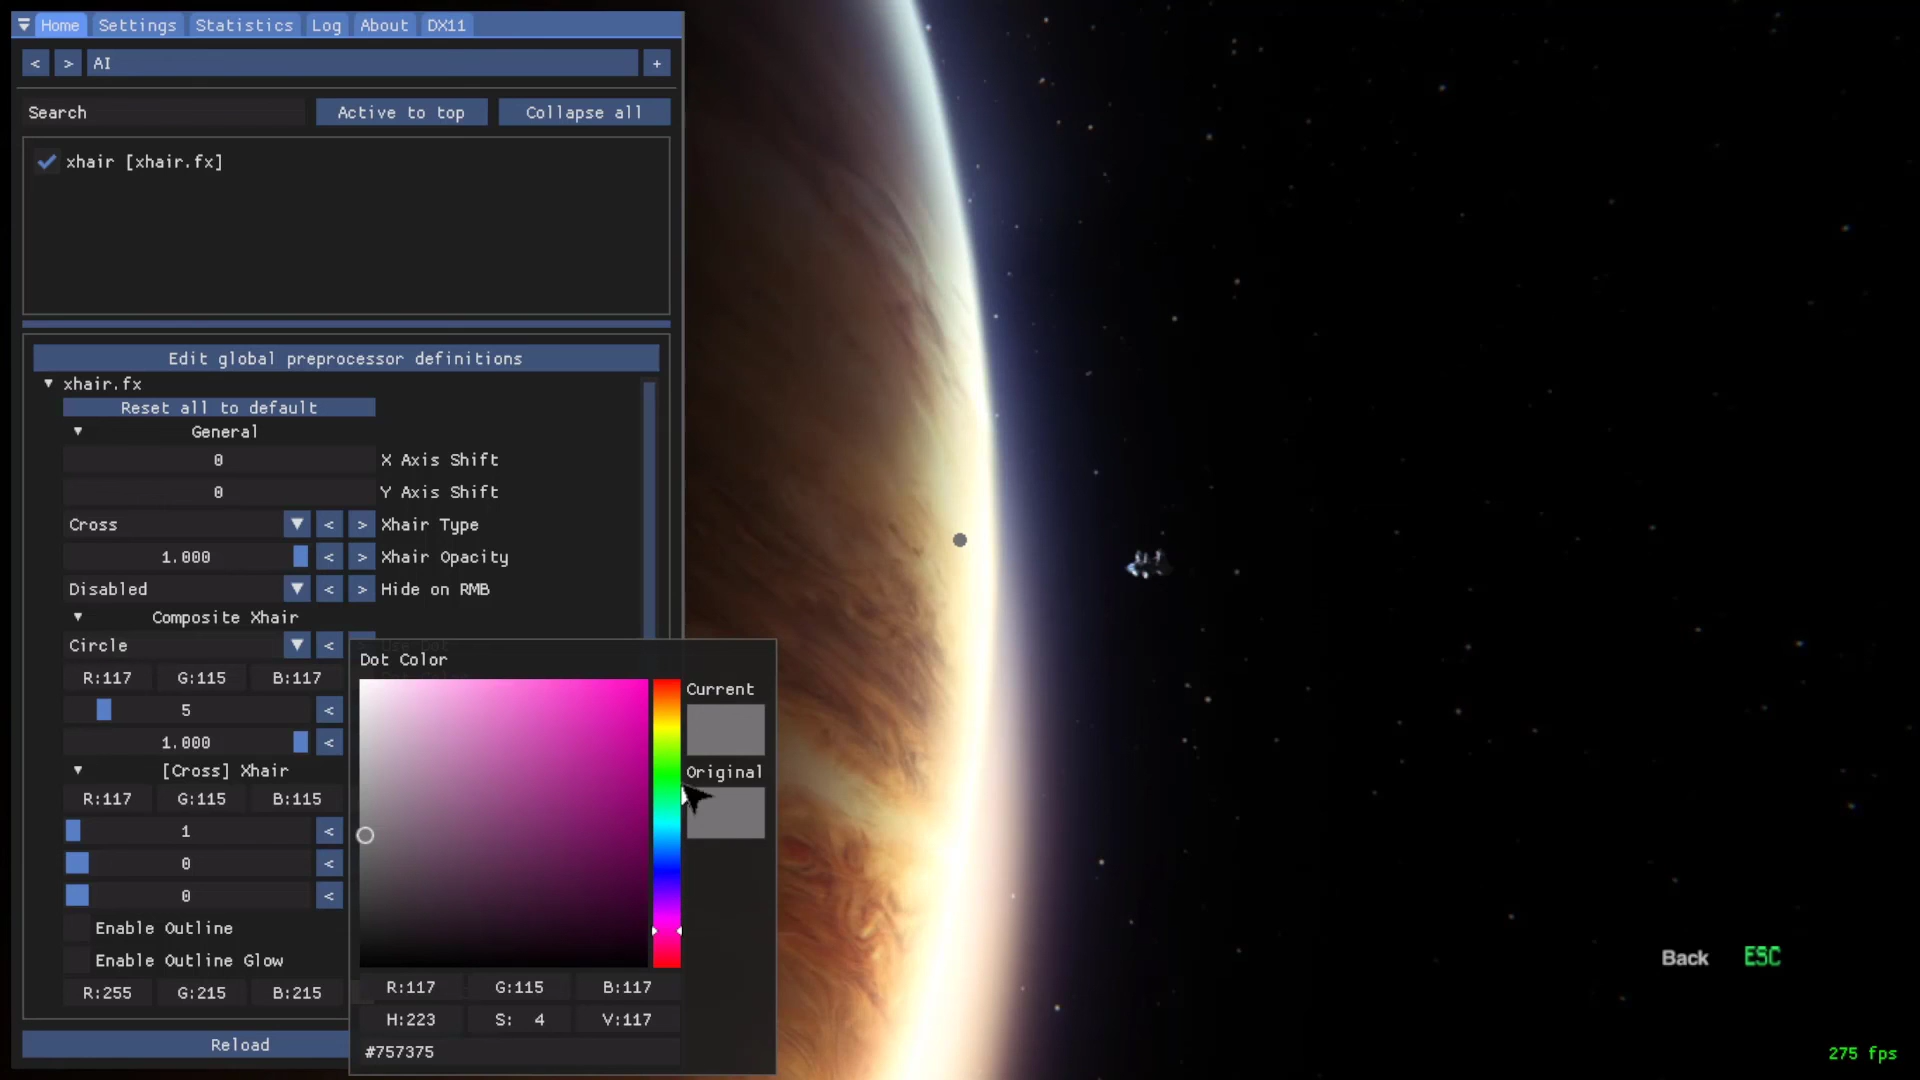 Home Settings Statistics Log About DX11
< > AI +
Search Active to top Collapse all
xhair [xhair.fx]
Edit global preprocessor definitions
xhair.fx
Reset all to default
General
0 X Axis Shift
0 Y Axis Shift
Cross < > Xhair Type
1.000 < > Xhair Opacity
Disabled < > Hide on RMB
Composite Xhair
Circle < > Use Dot
R:117 G:115 B:117
5 <
1.000 <
[Cross] Xhair
R:117 G:115 B:115
1 <
0 <
0 <
Enable Outline
Enable Outline Glow
R:255 G:215 B:215
Reload
Dot Color
Current
Original
R:117 G:115 B:117
H:223 S: 4 V:117
#757375
Back ESC
275 fps